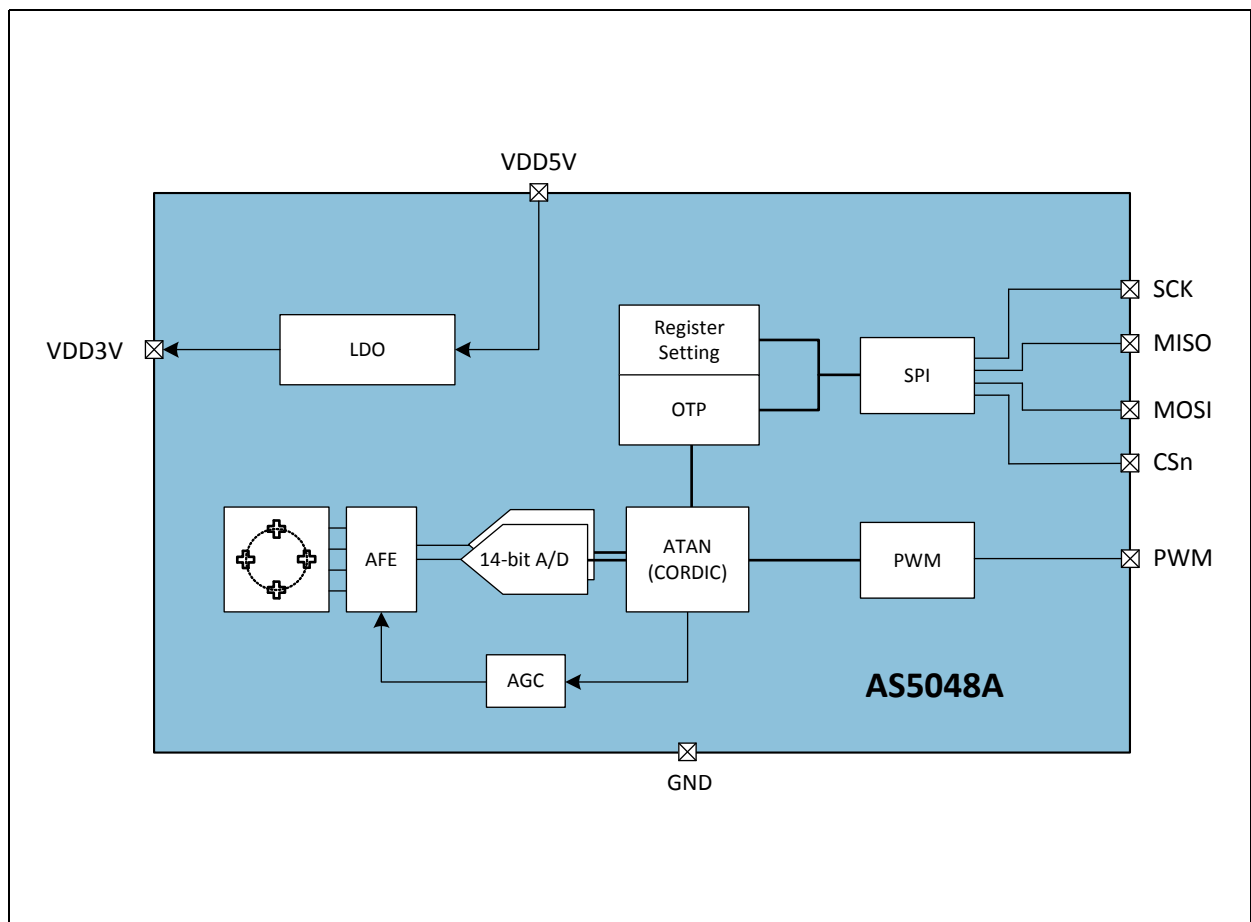 VDD5V
SCK
Register
Setting
VDD3V
LDO
MISO
SPI
OTP
MOSI
CSn
AFE
14-bit A/D
ATAN
(CORDIC)
PWM
PWM
AGC
AS5048A
GND